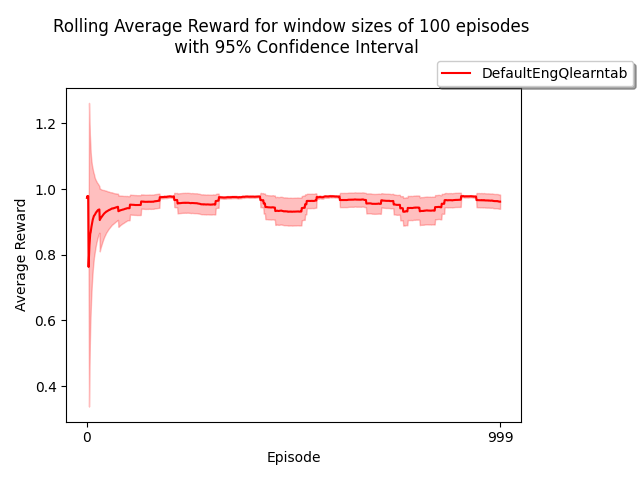 Rolling Average Reward for window sizes of 100 episodes
with 95% Confidence Interval
DefaultEngQlearntab
1.2
1.0
0.8
0.6
0.4
Average Reward
0
999
Episode